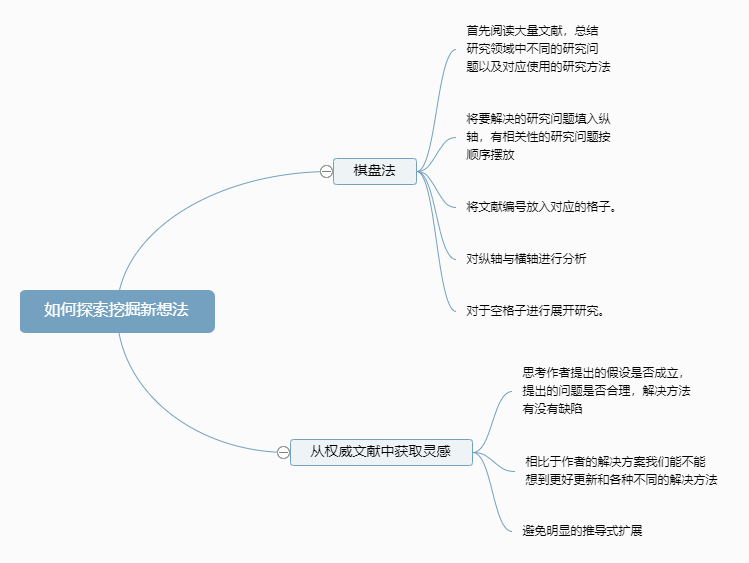 首先阅读大量文献，总结
研究领域中不同的研究问
题以及对应使用的研究方法
将要解决的研究问题填入纵
轴，有相关性的研究问题按
顺序摆放
棋盘法
将文献编号放入对应的格子。
对纵轴与横轴进行分析
对于空格子进行展开研究。
如何探索挖掘新想法
思考作者提出的假设是否成立，
提出的问题是否合理，解决方法
有没有缺陷
从权威文献中获取灵感
相比于作者的解决方案我们能不能
想到更好更新和各种不同的解决方法
避免明显的推导式扩展